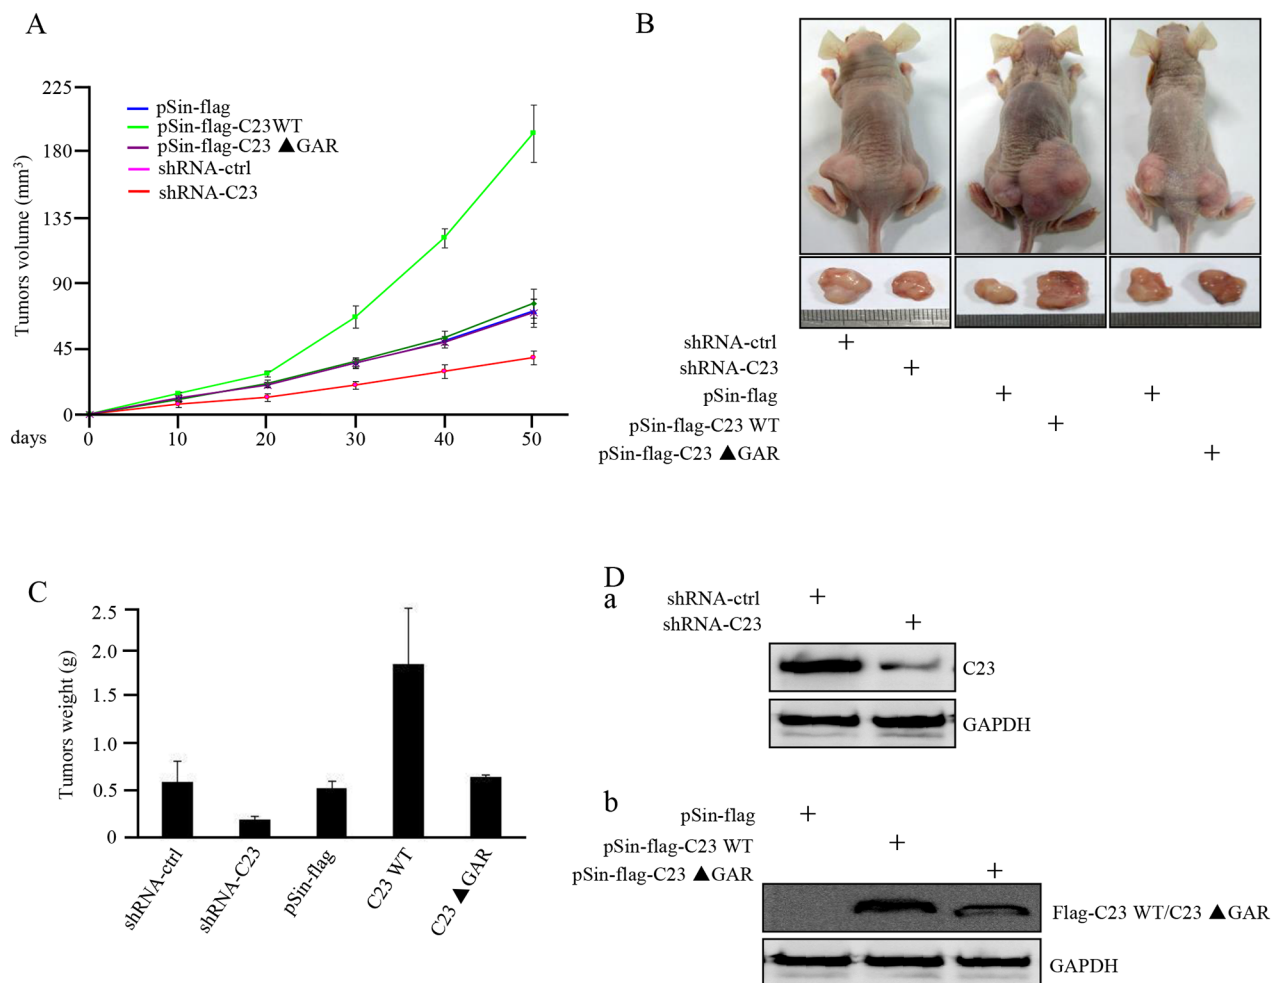 A
225
180
135
90
45
0
Tumors volume (mm³)
pSin-flag
pSin-flag-C23WT
pSin-flag-C23 ▲GAR
shRNA-ctrl
shRNA-C23
days
0 10 20 30 40 50
B
shRNA-ctrl +
shRNA-C23 +
pSin-flag + +
pSin-flag-C23 WT +
pSin-flag-C23 ▲GAR +
C
2.5
2.0
1.5
1.0
0.5
0
Tumors weight (g)
shRNA-ctrl
shRNA-C23
pSin-flag
C23 WT
C23 ▲GAR
D
a
shRNA-ctrl +
shRNA-C23 +
C23
GAPDH
b
pSin-flag +
pSin-flag-C23 WT +
pSin-flag-C23 ▲GAR +
Flag-C23 WT/C23 ▲GAR
GAPDH